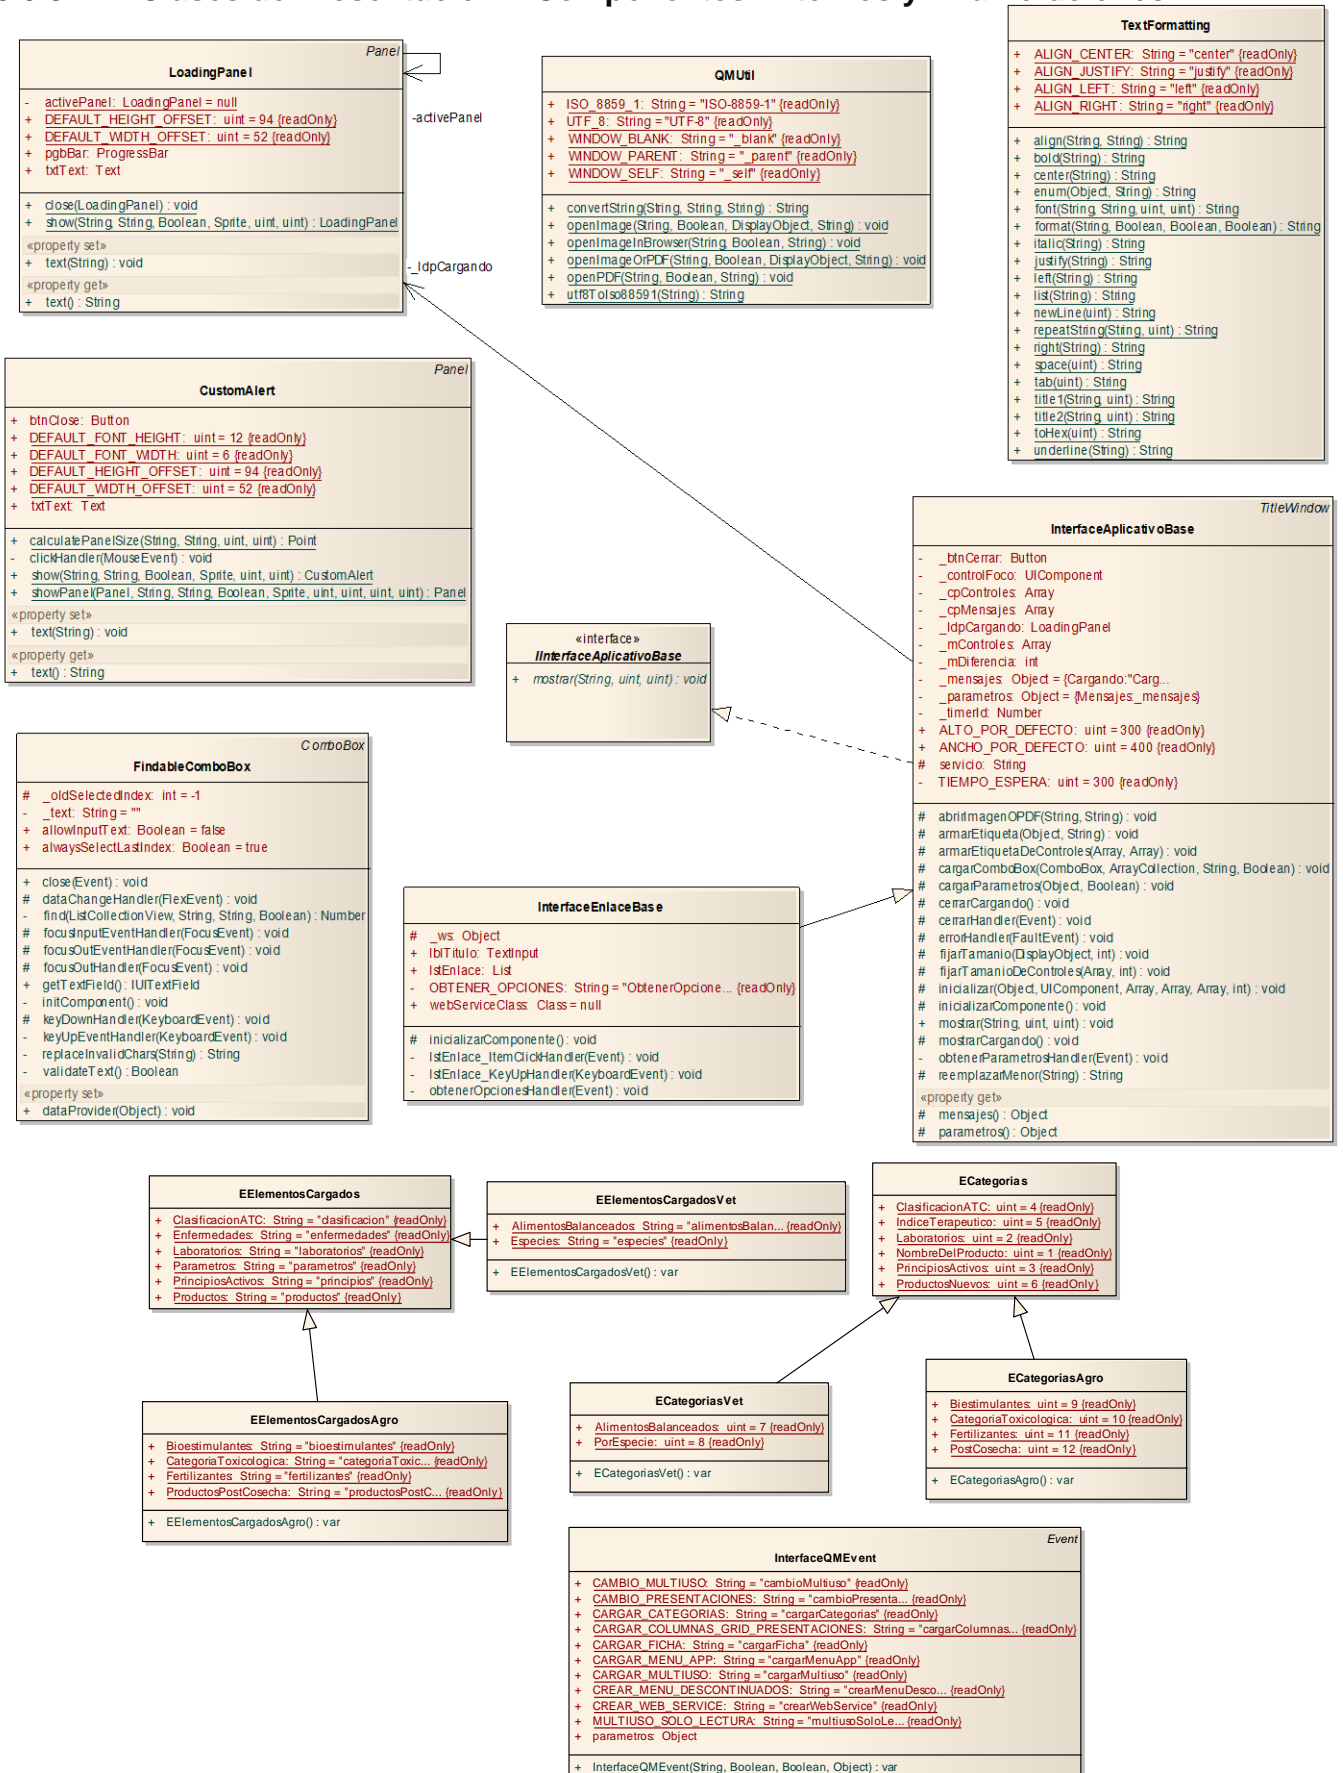 Panel
LoadingPanel
- activePanel: LoadingPanel = null
+ DEFAULT_HEIGHT_OFFSET: uint = 94 {readOnly}
+ DEFAULT_WIDTH_OFFSET: uint = 52 {readOnly}
+ pgbBar: ProgressBar
+ txtText: Text
+ close(LoadingPanel) : void
+ show(String, String, Boolean, Sprite, uint, uint) : LoadingPanel
«property set»
+ text(String) : void
«property get»
+ text() : String
-activePanel
-_ldpCargando
QMUtil
+ ISO_8859_1: String = "ISO-8859-1" {readOnly}
+ UTF_8: String = "UTF-8" {readOnly}
+ WINDOW_BLANK: String = "_blank" {readOnly}
+ WINDOW_PARENT: String = "_parent" {readOnly}
+ WINDOW_SELF: String = "_self" {readOnly}
+ convertString(String, String, String) : String
+ openImage(String, Boolean, DisplayObject, String) : void
+ openImageInBrowser(String, Boolean, String) : void
+ openImageOrPDF(String, Boolean, DisplayObject, String) : void
+ openPDF(String, Boolean, String) : void
+ utf8ToIso88591(String) : String
TextFormatting
+ ALIGN_CENTER: String = "center" {readOnly}
+ ALIGN_JUSTIFY: String = "justify" {readOnly}
+ ALIGN_LEFT: String = "left" {readOnly}
+ ALIGN_RIGHT: String = "right" {readOnly}
+ align(String, String) : String
+ bold(String) : String
+ center(String) : String
+ enum(Object, String) : String
+ font(String, String, uint, uint) : String
+ format(String, Boolean, Boolean, Boolean) : String
+ italic(String) : String
+ justify(String) : String
+ left(String) : String
+ list(String) : String
+ newLine(uint) : String
+ repeatString(String, uint) : String
+ right(String) : String
+ space(uint) : String
+ tab(uint) : String
+ title1(String, uint) : String
+ title2(String, uint) : String
+ toHex(uint) : String
+ underline(String) : String
Panel
CustomAlert
+ btnClose: Button
+ DEFAULT_FONT_HEIGHT: uint = 12 {readOnly}
+ DEFAULT_FONT_WIDTH: uint = 6 {readOnly}
+ DEFAULT_HEIGHT_OFFSET: uint = 94 {readOnly}
+ DEFAULT_WIDTH_OFFSET: uint = 52 {readOnly}
+ txtText: Text
+ calculatePanelSize(String, String, uint, uint) : Point
- clickHandler(MouseEvent) : void
+ show(String, String, Boolean, Sprite, uint, uint) : CustomAlert
+ showPanel(Panel, String, String, Boolean, Sprite, uint, uint, uint, uint) : Panel
«property set»
+ text(String) : void
«property get»
+ text() : String
«interface»
IInterfaceAplicativoBase
+ mostrar(String, uint, uint) : void
TitleWindow
InterfaceAplicativoBase
- _btnCerrar: Button
- _controlFoco: UIComponent
- _cpControles: Array
- _cpMensajes: Array
- _ldpCargando: LoadingPanel
- _mControles: Array
- _mDiferencia: int
- _mensajes: Object = {Cargando:"Carg...
- _parametros: Object = {Mensajes:_mensajes}
- _timerId: Number
+ ALTO_POR_DEFECTO: uint = 300 {readOnly}
+ ANCHO_POR_DEFECTO: uint = 400 {readOnly}
# servicio: String
- TIEMPO_ESPERA: uint = 300 {readOnly}
# abrirImagenOPDF(String, String) : void
# armarEtiqueta(Object, String) : void
# armarEtiquetaDeControles(Array, Array) : void
# cargarComboBox(ComboBox, ArrayCollection, String, Boolean) : void
# cargarParametros(Object, Boolean) : void
# cerrarCargando() : void
# cerrarHandler(Event) : void
# errorHandler(FaultEvent) : void
# fijarTamanio(DisplayObject, int) : void
# fijarTamanioDeControles(Array, int) : void
# inicializar(Object, UIComponent, Array, Array, Array, int) : void
# inicializarComponente() : void
+ mostrar(String, uint, uint) : void
# mostrarCargando() : void
- obtenerParametrosHandler(Event) : void
# reemplazarMenor(String) : String
«property get»
# mensajes() : Object
# parametros() : Object
ComboBox
FindableComboBox
# _oldSelectedIndex: int = -1
- _text: String = ""
+ allowInputText: Boolean = false
+ alwaysSelectLastIndex: Boolean = true
+ close(Event) : void
# dataChangeHandler(FlexEvent) : void
- find(ListCollectionView, String, String, Boolean) : Number
# focusInputEventHandler(FocusEvent) : void
# focusOutEventHandler(FocusEvent) : void
# focusOutHandler(FocusEvent) : void
+ getTextField() : IUITextField
- initComponent() : void
# keyDownHandler(KeyboardEvent) : void
- keyUpEventHandler(KeyboardEvent) : void
- replaceInvalidChars(String) : String
- validateText() : Boolean
«property set»
+ dataProvider(Object) : void
InterfaceEnlaceBase
# _ws: Object
+ lblTitulo: TextInput
+ lstEnlace: List
- OBTENER_OPCIONES: String = "ObtenerOpcione... {readOnly}
+ webServiceClass: Class = null
# inicializarComponente() : void
- lstEnlace_ItemClickHandler(Event) : void
- lstEnlace_KeyUpHandler(KeyboardEvent) : void
- obtenerOpcionesHandler(Event) : void
EElementosCargados
+ ClasificacionATC: String = "clasificacion" {readOnly}
+ Enfermedades: String = "enfermedades" {readOnly}
+ Laboratorios: String = "laboratorios" {readOnly}
+ Parametros: String = "parametros" {readOnly}
+ PrincipiosActivos: String = "principios" {readOnly}
+ Productos: String = "productos" {readOnly}
EElementosCargadosVet
+ AlimentosBalanceados: String = "alimentosBalan... {readOnly}
+ Especies: String = "especies" {readOnly}
+ EElementosCargadosVet() : var
ECategorias
+ ClasificacionATC: uint = 4 {readOnly}
+ IndiceTerapeutico: uint = 5 {readOnly}
+ Laboratorios: uint = 2 {readOnly}
+ NombreDelProducto: uint = 1 {readOnly}
+ PrincipiosActivos: uint = 3 {readOnly}
+ ProductosNuevos: uint = 6 {readOnly}
EElementosCargadosAgro
+ Bioestimulantes: String = "bioestimulantes" {readOnly}
+ CategoriaToxicologica: String = "categoriaToxic... {readOnly}
+ Fertilizantes: String = "fertilizantes" {readOnly}
+ ProductosPostCosecha: String = "productosPostC... {readOnly}
+ EElementosCargadosAgro() : var
ECategoriasVet
+ AlimentosBalanceados: uint = 7 {readOnly}
+ PorEspecie: uint = 8 {readOnly}
+ ECategoriasVet() : var
ECategoriasAgro
+ Biestimulantes: uint = 9 {readOnly}
+ CategoriaToxicologica: uint = 10 {readOnly}
+ Fertilizantes: uint = 11 {readOnly}
+ PostCosecha: uint = 12 {readOnly}
+ ECategoriasAgro() : var
Event
InterfaceQMEvent
+ CAMBIO_MULTIUSO: String = "cambioMultiuso" {readOnly}
+ CAMBIO_PRESENTACIONES: String = "cambioPresenta... {readOnly}
+ CARGAR_CATEGORIAS: String = "cargarCategorias" {readOnly}
+ CARGAR_COLUMNAS_GRID_PRESENTACIONES: String = "cargarColumnas... {readOnly}
+ CARGAR_FICHA: String = "cargarFicha" {readOnly}
+ CARGAR_MENU_APP: String = "cargarMenuApp" {readOnly}
+ CARGAR_MULTIUSO: String = "cargarMultiuso" {readOnly}
+ CREAR_MENU_DESCONTINUADOS: String = "crearMenuDesco... {readOnly}
+ CREAR_WEB_SERVICE: String = "crearWebService" {readOnly}
+ MULTIUSO_SOLO_LECTURA: String = "multiusoSoloLe... {readOnly}
+ parametros: Object
+ InterfaceQMEvent(String, Boolean, Boolean, Object) : var